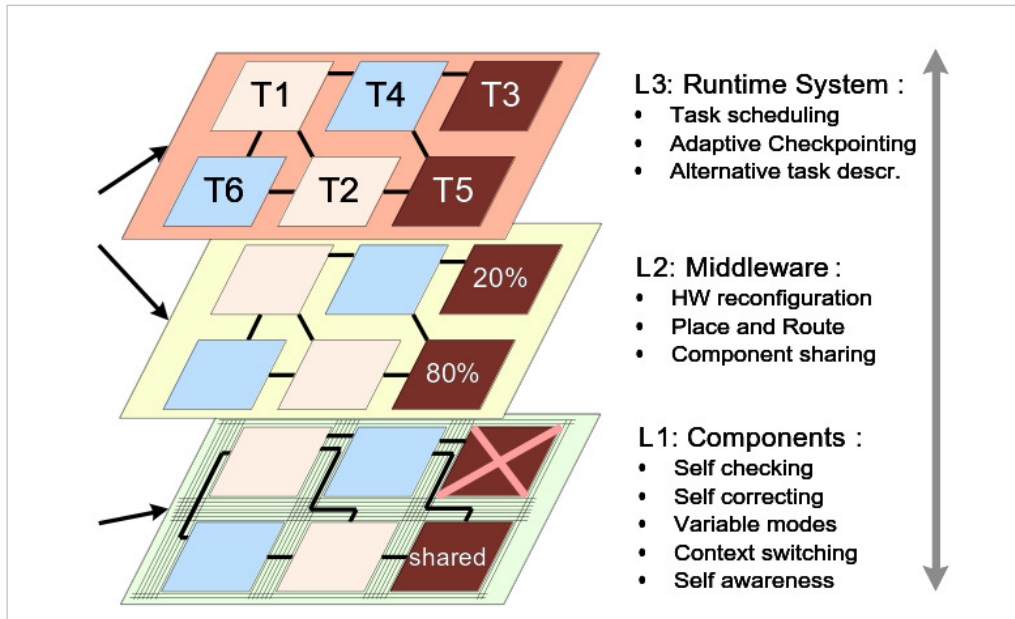 T1 T4 T3
T6 T2 T5
L3: Runtime System :
• Task scheduling
• Adaptive Checkpointing
• Alternative task descr.
20%
80%
L2: Middleware :
• HW reconfiguration
• Place and Route
• Component sharing
shared
L1: Components :
• Self checking
• Self correcting
• Variable modes
• Context switching
• Self awareness